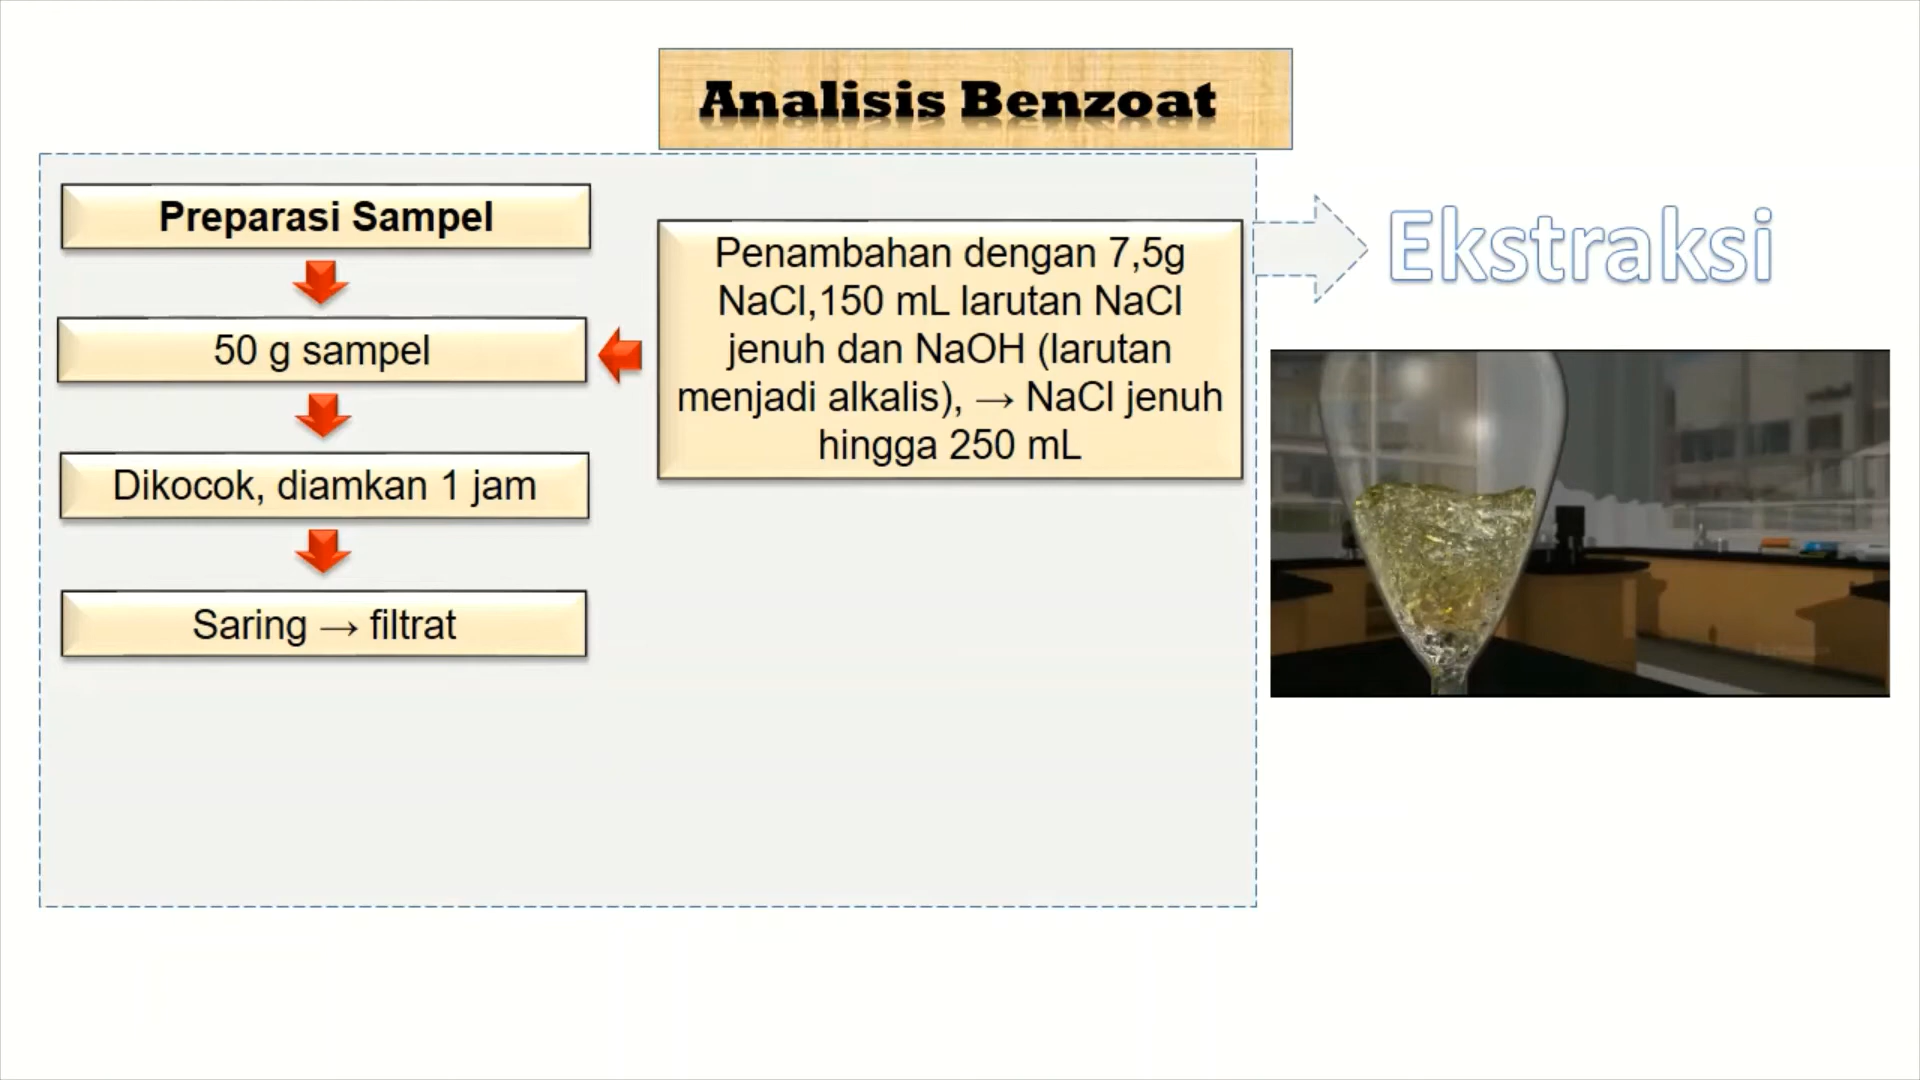 Analisis Benzoat
Preparasi Sampel
50 g sampel
Dikocok, diamkan 1 jam
Saring → filtrat
Penambahan dengan 7,5g
NaCl,150 mL larutan NaCl
jenuh dan NaOH (larutan
menjadi alkalis), → NaCl jenuh
hingga 250 mL
Ekstraksi